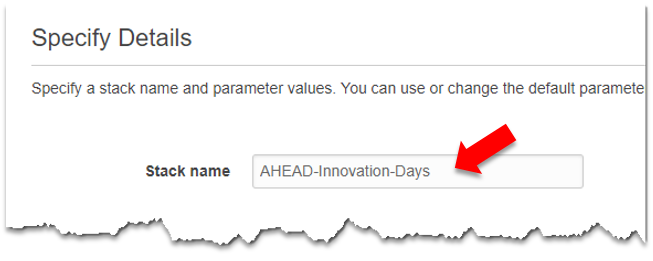 Specify Details
Specify a stack name and parameter values. You can use or change the default paramete
Stack name
AHEAD-Innovation-Days